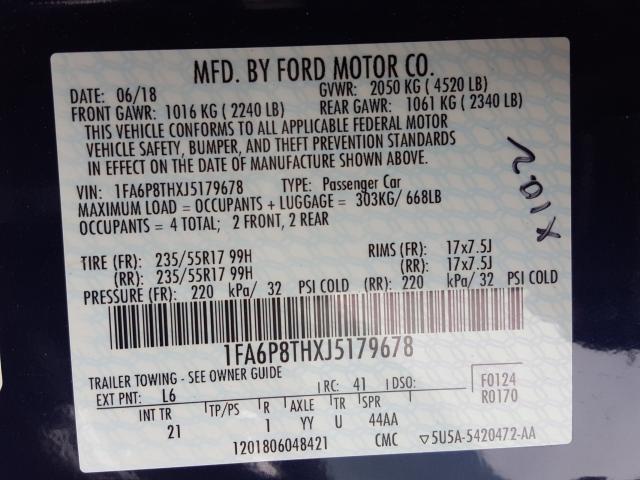 MFD. BY FORD MOTOR CO.
DATE: 06/18 GVWR: 2050 KG ( 4520 LB)
FRONT GAWR: 1016 KG ( 2240 LB) REAR GAWR: 1061 KG ( 2340 LB)
THIS VEHICLE CONFORMS TO ALL APPLICABLE FEDERAL MOTOR
VEHICLE SAFETY, BUMPER, AND THEFT PREVENTION STANDARDS
IN EFFECT ON THE DATE OF MANUFACTURE SHOWN ABOVE.
VIN: 1FA6P8THXJ5179678 TYPE: Passenger Car
MAXIMUM LOAD = OCCUPANTS + LUGGAGE = 303KG/ 668LB
OCCUPANTS = 4 TOTAL; 2 FRONT, 2 REAR
X102
TIRE (FR): 235/55R17 99H RIMS (FR): 17x7.5J
(RR): 235/55R17 99H (RR): 17x7.5J
PRESSURE (FR): 220 kPa/ 32 PSI COLD (RR): 220 kPa/ 32 PSI COLD
1FA6P8THXJ5179678
TRAILER TOWING - SEE OWNER GUIDE
EXT PNT: L6 RC: 41 DSO: F0124
R0170
INT TR TP/PS R AXLE TR SPR
21 1 YY U 44AA
1201806048421 CMC ▽5U5A-5420472-AA